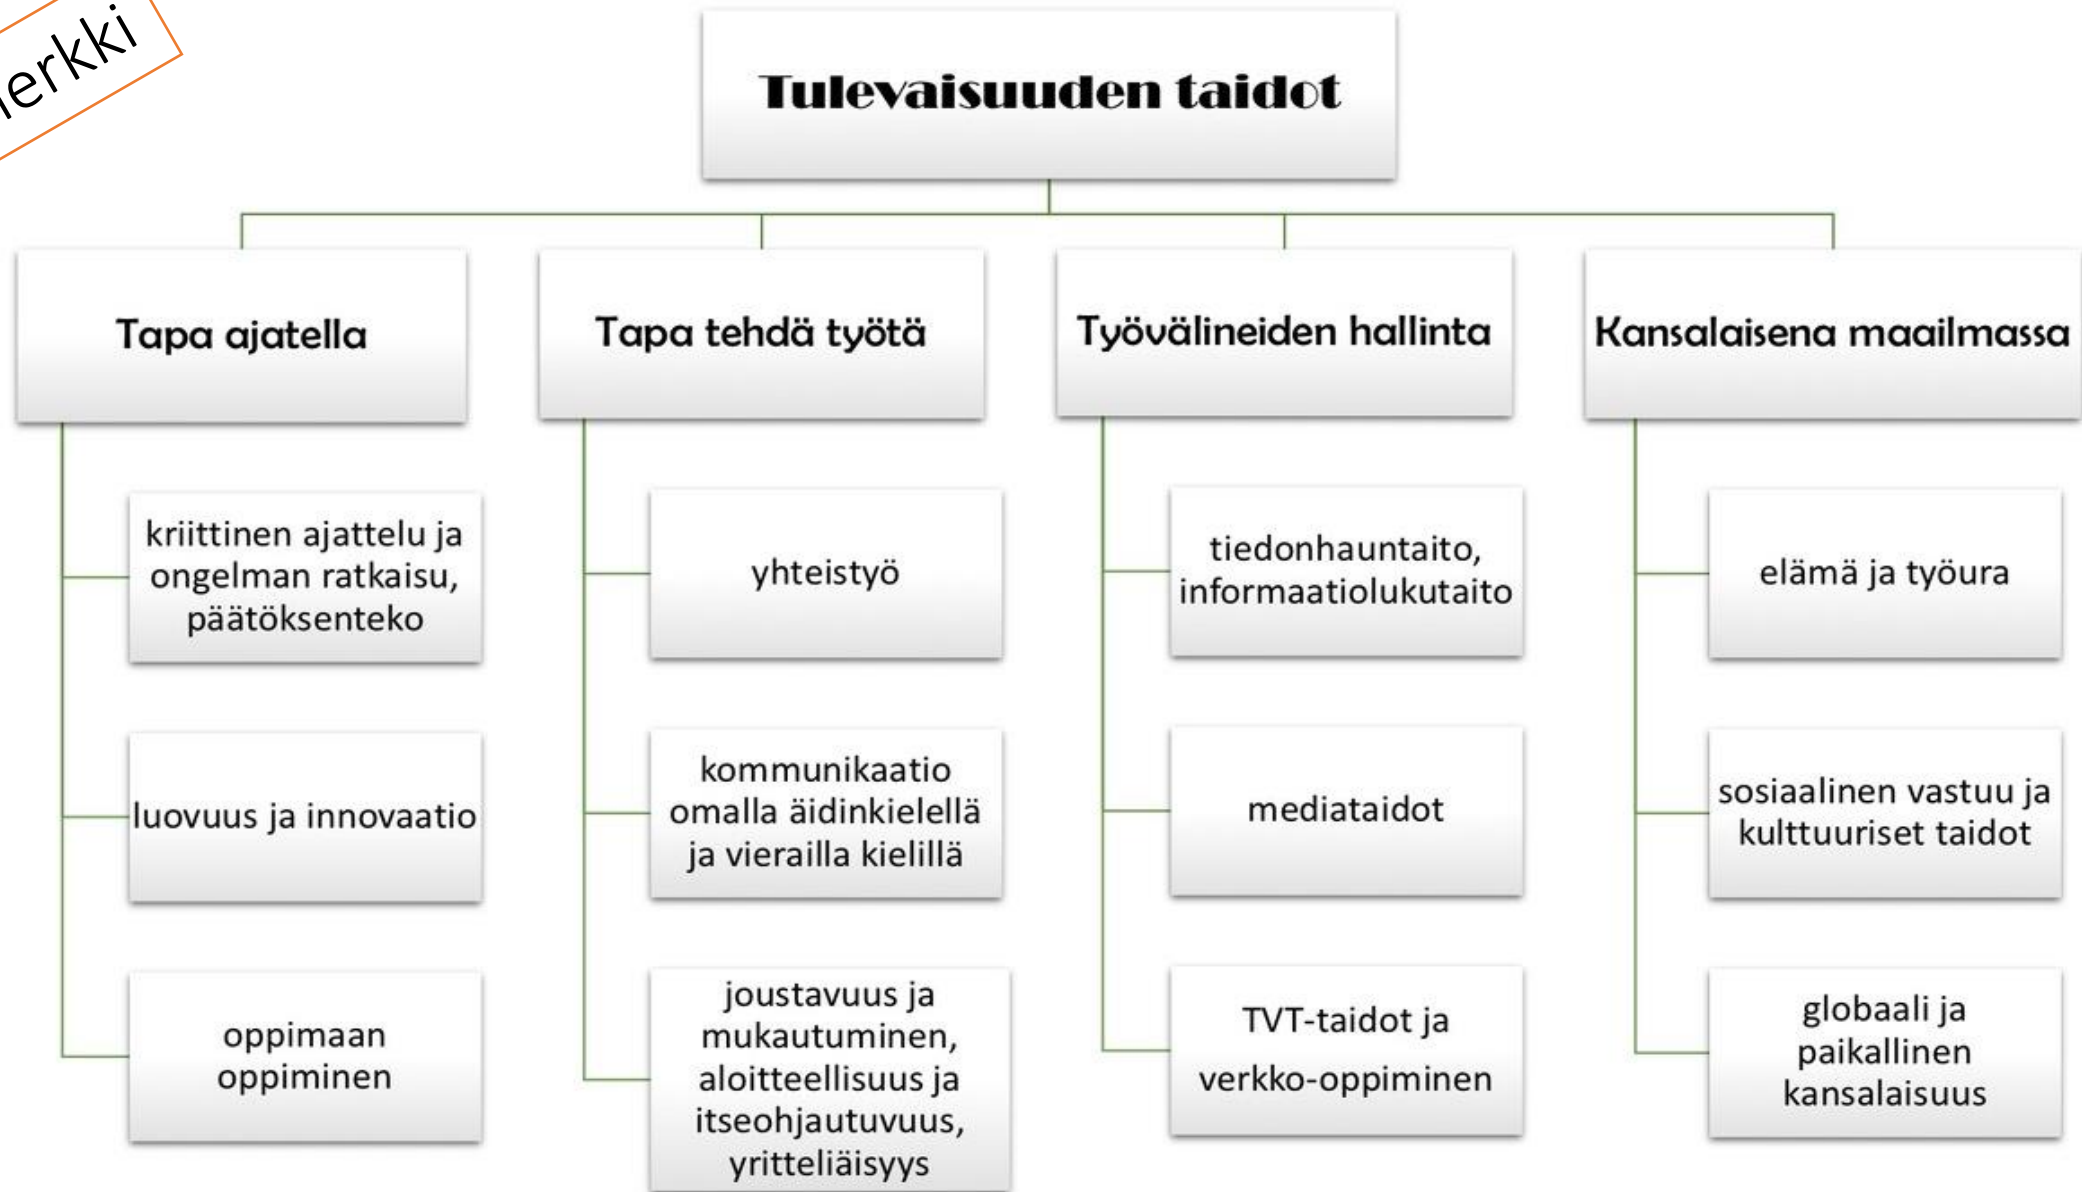 Tulevaisuuden taidot
Tapa ajatella
kriittinen ajattelu ja
ongelman ratkaisu,
päätöksenteko
luovuus ja innovaatio
oppimaan
oppiminen
Tapa tehdä työtä
yhteistyö
kommunikaatio
omalla äidinkielellä
ja vierailla kielillä
joustavuus ja
mukautuminen,
aloitteellisuus ja
itseohjautuvuus,
yritteliäisyys
Työvälineiden hallinta
tiedonhauntaito,
informaatiolukutaito
mediataidot
TVT-taidot ja
verkko-oppiminen
Kansalaisena maailmassa
elämä ja työura
sosiaalinen vastuu ja
kulttuuriset taidot
globaali ja
paikallinen
kansalaisuus